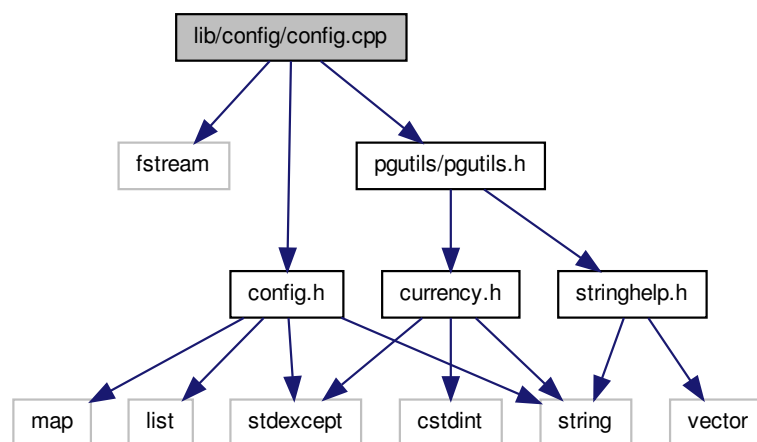 lib/config/config.cpp
fstream
pgutils/pgutils.h
config.h
currency.h
stringhelp.h
map
list
stdexcept
cstdint
string
vector